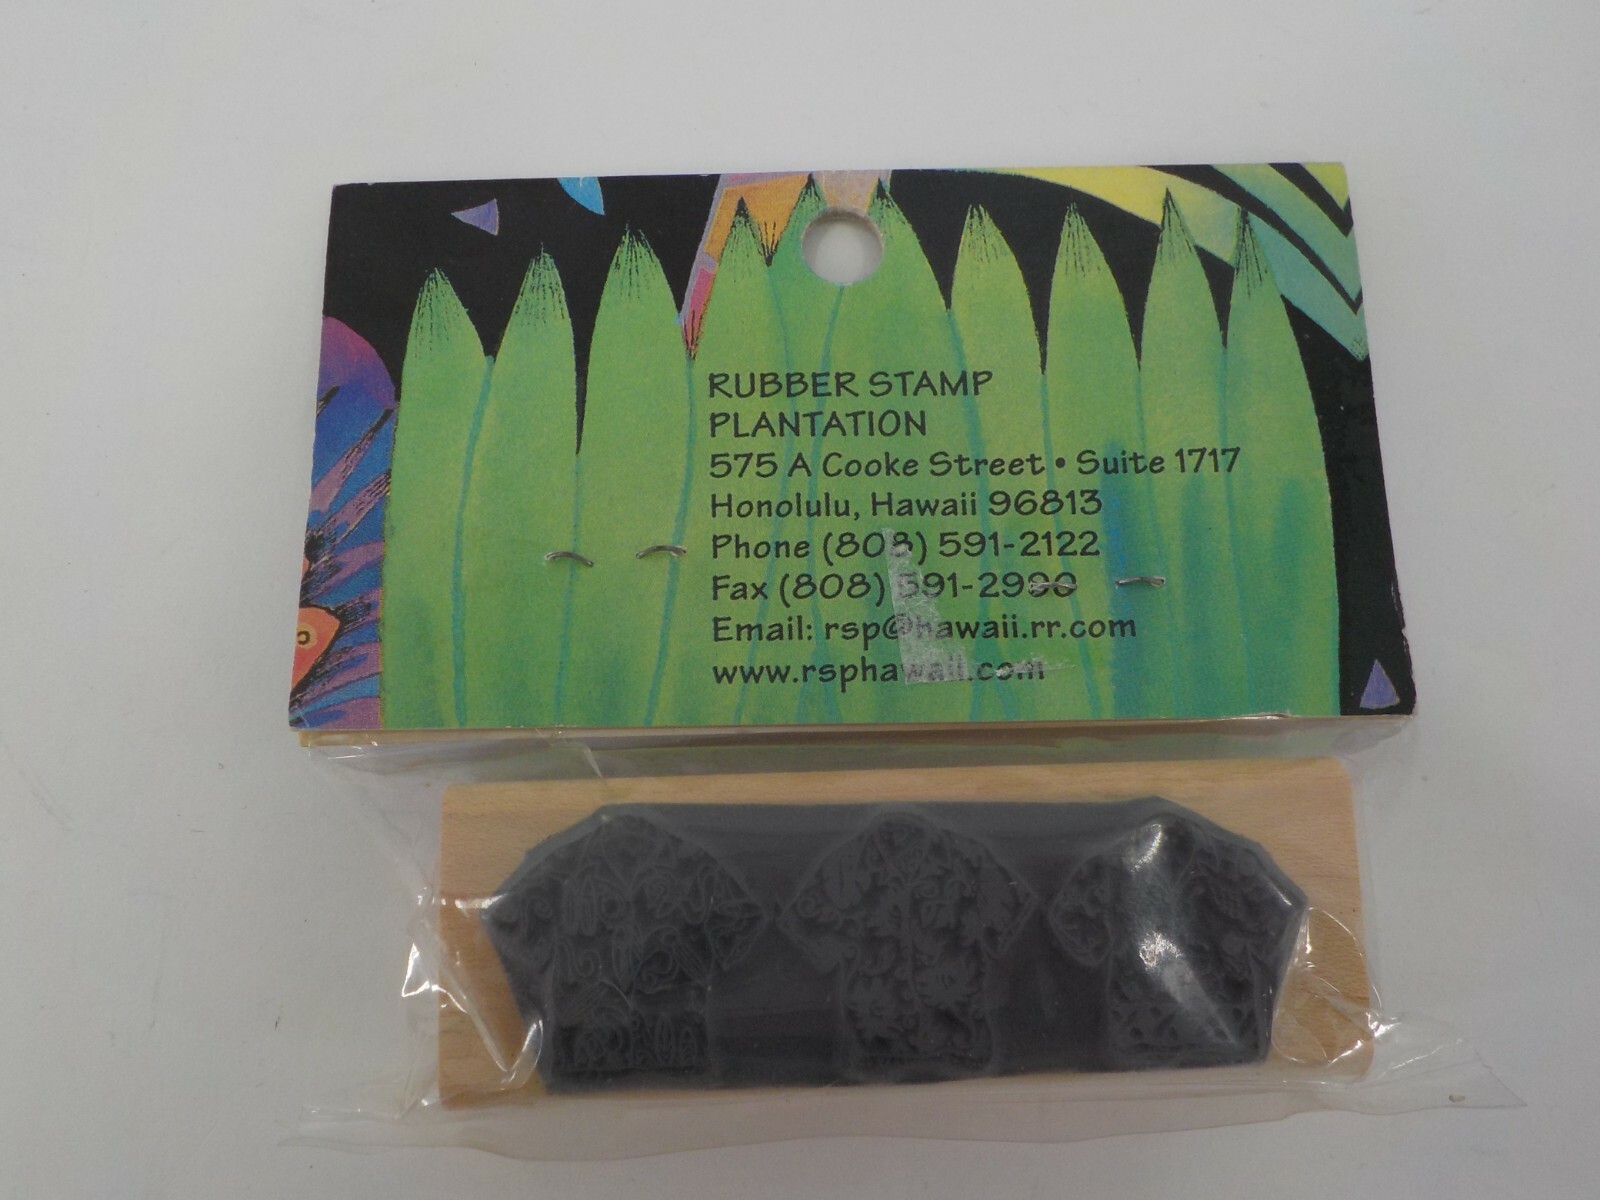 RUBBER STAMP
PLANTATION
575 A Cooke Street • Suite 1717
Honolulu, Hawaii 96813
Phone (808) 591-2122
Fax (808) 591-2990
Email: rsp@hawaii.rr.com
www.rsphawaii.com